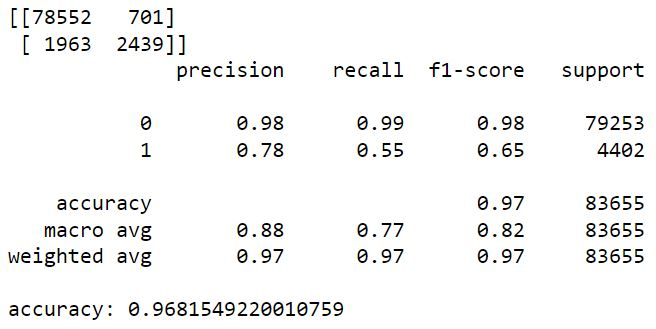 [[78552   701]
 [ 1963  2439]]
              precision    recall  f1-score   support

           0       0.98      0.99      0.98     79253
           1       0.78      0.55      0.65      4402

    accuracy                           0.97     83655
   macro avg       0.88      0.77      0.82     83655
weighted avg       0.97      0.97      0.97     83655

accuracy: 0.9681549220010759